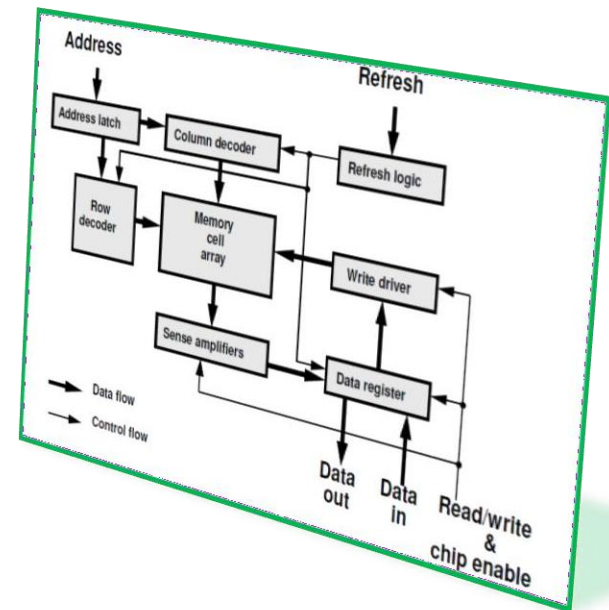 Address
Refresh
Address latch
Column decoder
Refresh logic
Row
decoder
Memory
cell
array
Write driver
Sense amplifiers
Data register
Data flow
Control flow
Data
out
Data
in
Read/write
&
chip enable